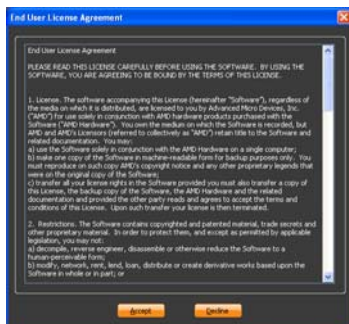 End User License Agreement
End User License Agreement
PLEASE READ THIS LICENSE CAREFULLY BEFORE USING THE SOFTWARE. BY USING THE
SOFTWARE, YOU ARE AGREEING TO BE BOUND BY THE TERMS OF THIS LICENSE.
1. License. The software accompanying this License (hereinafter "Software"), regardless of
the media on which it is distributed, are licensed to you by Advanced Micro Devices, Inc.
("AMD") for use solely in conjunction with AMD hardware products purchased with the
Software ("AMD Hardware"). You own the medium on which the Software is recorded, but
AMD and AMD's Licensors (referred to collectively as "AMD") retain title to the Software and
related documentation. You may:
a) use the Software solely in conjunction with the AMD Hardware on a single computer;
b) make one copy of the Software in machine-readable form for backup purposes only. You
must reproduce on such copy AMD's copyright notice and any other proprietary legends that
were on the original copy of the Software;
c) transfer all your license rights in the Software provided you must also transfer a copy of
this License, the backup copy of the Software, the AMD Hardware and the related
documentation and provided the other party reads and agrees to accept the terms and
conditions of this License. Upon such transfer your license is then terminated.
2. Restrictions. The Software contains copyrighted and patented material, trade secrets and
other proprietary material. In order to protect them, and except as permitted by applicable
legislation, you may not:
a) decompile, reverse engineer, disassemble or otherwise reduce the Software to a
human-perceivable form;
b) modify, network, rent, lend, loan, distribute or create derivative works based upon the
Software in whole or in part; or
Accept
Decline